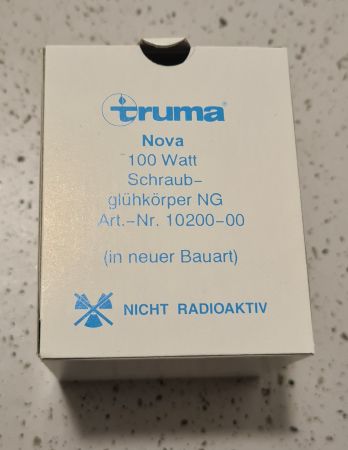 truma®
Nova
100 Watt
Schraub-
glühkörper NG
Art.-Nr. 10200-00
(in neuer Bauart)
NICHT RADIOAKTIV